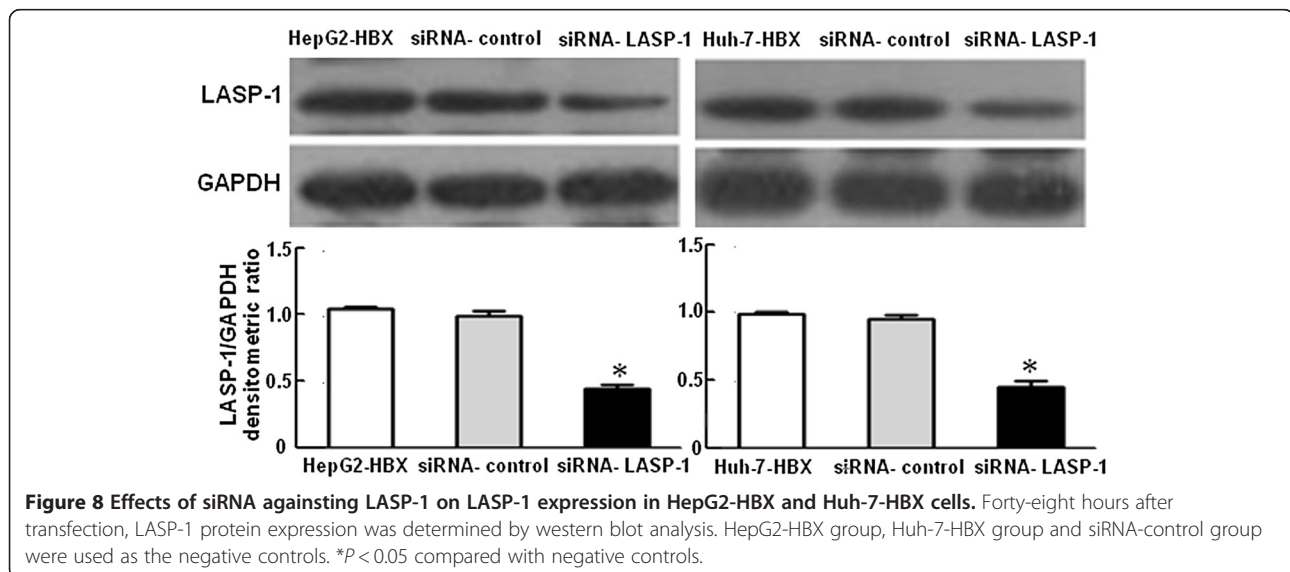 HepG2-HBX siRNA- control siRNA- LASP-1 Huh-7-HBX siRNA- control siRNA- LASP-1
LASP-1
GAPDH
LASP-1/GAPDH
densitometric ratio
1.5
1.0
0.5
0
*
HepG2-HBX siRNA- control siRNA- LASP-1
1.5
1.0
0.5
0
*
Huh-7-HBX siRNA- control siRNA- LASP-1
Figure 8 Effects of siRNA againsting LASP-1 on LASP-1 expression in HepG2-HBX and Huh-7-HBX cells. Forty-eight hours after
transfection, LASP-1 protein expression was determined by western blot analysis. HepG2-HBX group, Huh-7-HBX group and siRNA-control group
were used as the negative controls. *P < 0.05 compared with negative controls.